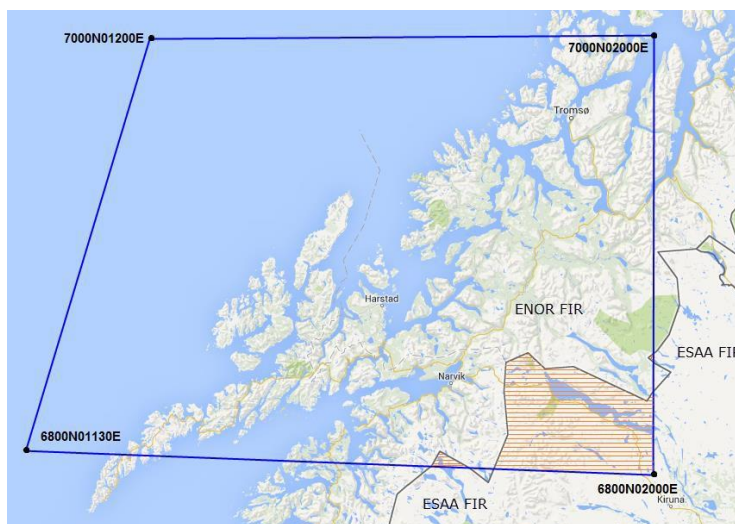 7000N01200E
7000N02000E
Tromsø
Harstad
ENOR FIR
ESAA FIR
Narvik
6800N01130E
6800N02000E
Kiruna
ESAA FIR